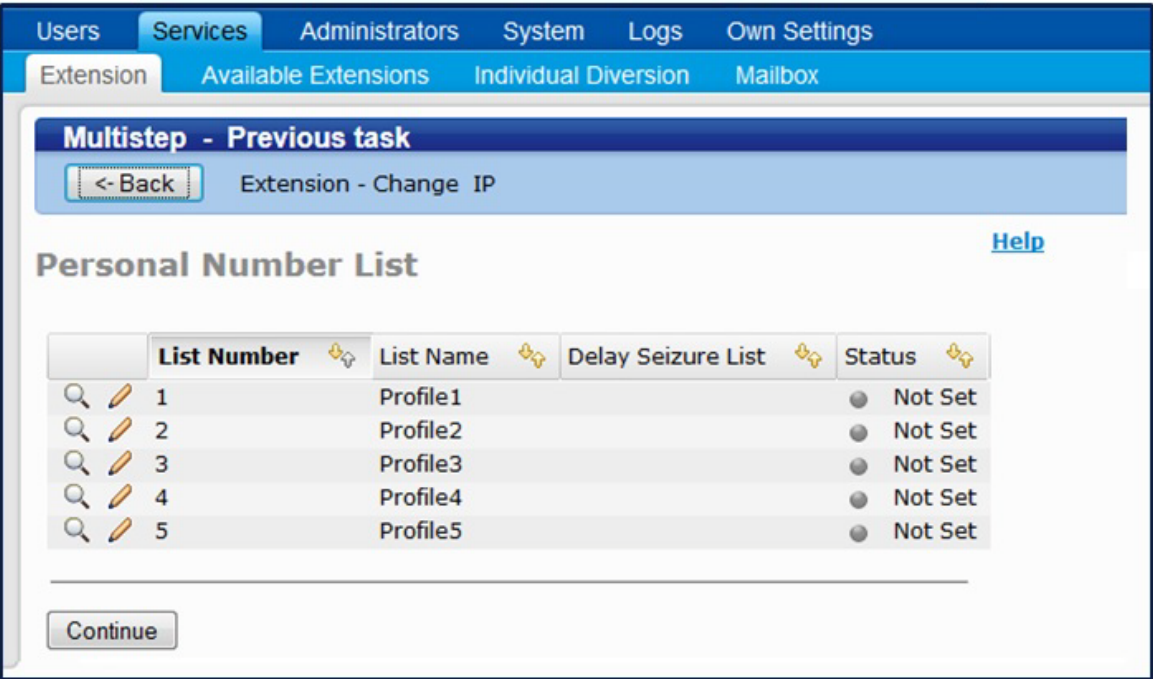 Users Services Administrators System Logs Own Settings
Extension Available Extensions Individual Diversion Mailbox
Multistep - Previous task
<- Back Extension - Change IP
Help
Personal Number List
List Number List Name Delay Seizure List Status
1 Profile1 Not Set
2 Profile2 Not Set
3 Profile3 Not Set
4 Profile4 Not Set
5 Profile5 Not Set
Continue